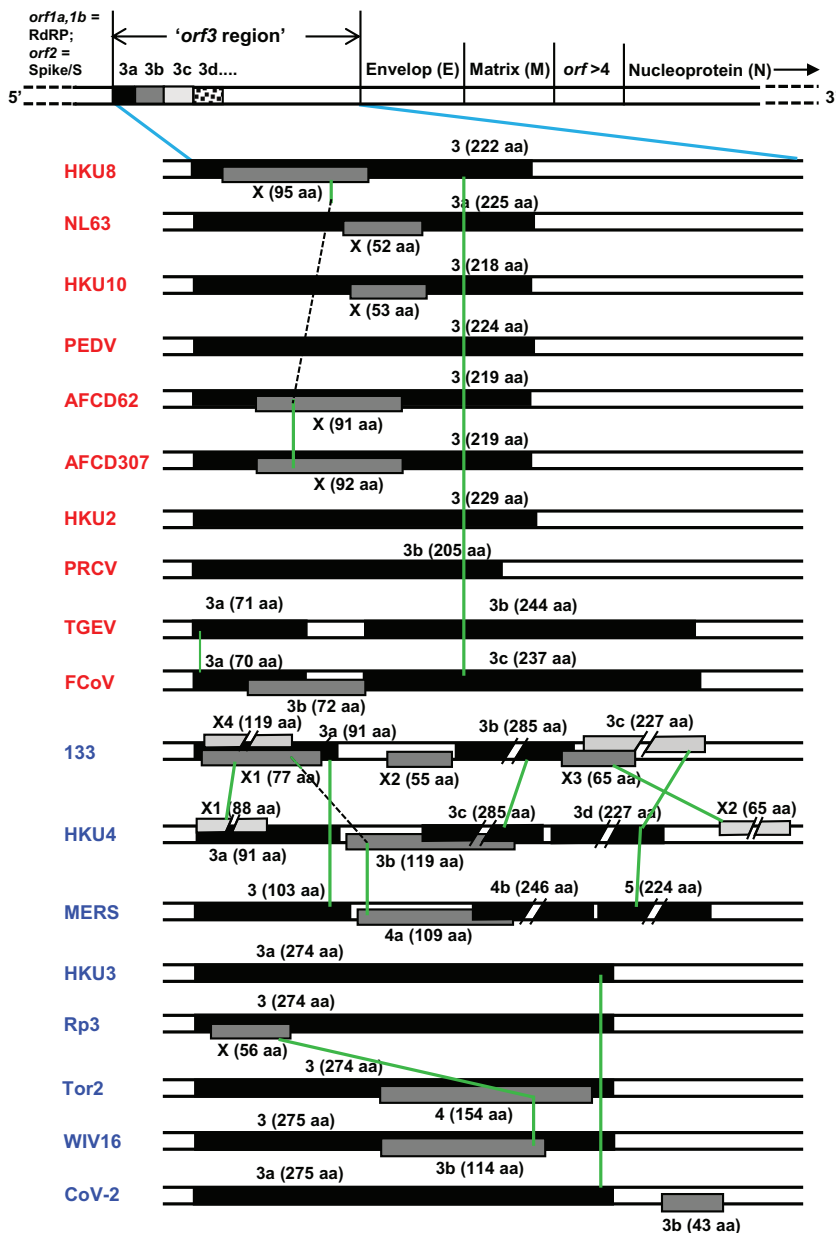 orf1a,1b =
RdRP;
orf2 =
Spike/S
'orf3 region'
3a 3b 3c 3d....
Envelop (E) Matrix (M) orf >4 Nucleoprotein (N)
5' 3
HKU8
3 (222 aa)
X (95 aa)
NL63
3a (225 aa)
X (52 aa)
HKU10
3 (218 aa)
X (53 aa)
PEDV
3 (224 aa)
AFCD62
3 (219 aa)
X (91 aa)
AFCD307
3 (219 aa)
X (92 aa)
HKU2
3 (229 aa)
PRCV
3b (205 aa)
TGEV
3a (71 aa) 3b (244 aa)
FCoV
3a (70 aa) 3c (237 aa)
3b (72 aa)
133
X4 (119 aa) 3a (91 aa) 3b (285 aa) 3c (227 aa)
X1 (77 aa) X2 (55 aa) X3 (65 aa)
HKU4
X1 (88 aa) 3c (285 aa) 3d (227 aa) X2 (65 aa)
3a (91 aa) 3b (119 aa)
MERS
3 (103 aa) 4b (246 aa) 5 (224 aa)
4a (109 aa)
HKU3
3a (274 aa)
Rp3
3 (274 aa)
X (56 aa)
Tor2
3 (274 aa)
4 (154 aa)
WIV16
3 (275 aa)
3b (114 aa)
CoV-2
3a (275 aa)
3b (43 aa)